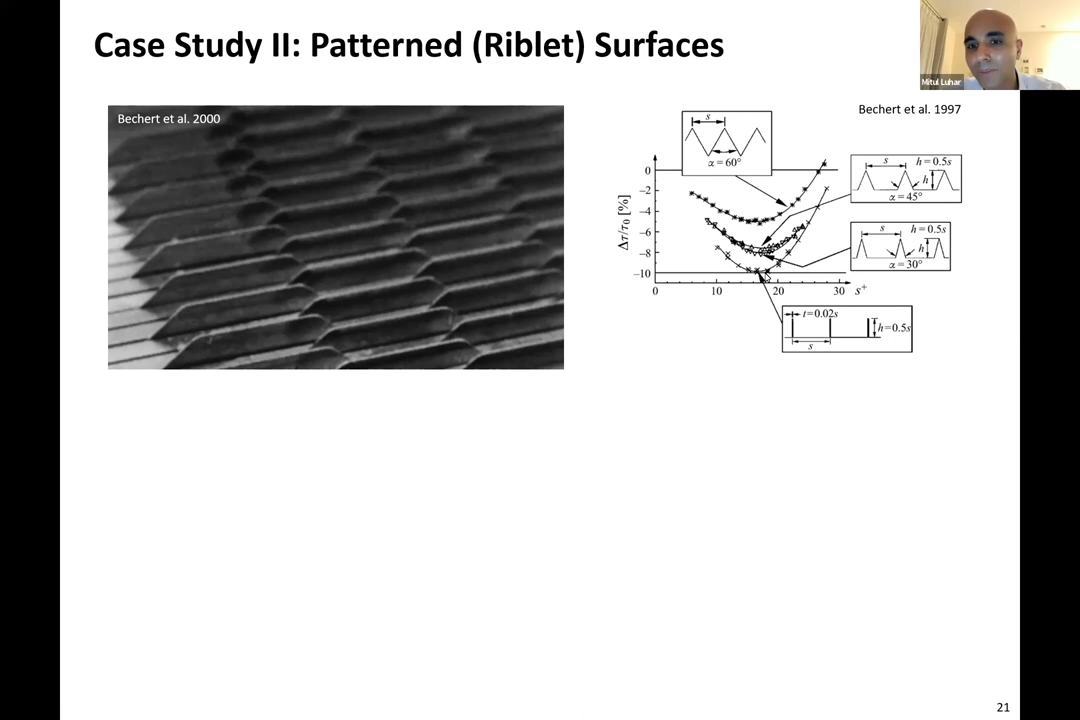 Case Study II: Patterned (Riblet) Surfaces
Mitul Luhar
Bechert et al. 2000
Bechert et al. 1997
s
α = 60°
s
h = 0.5s
h
α = 45°
s
h = 0.5s
h
α = 30°
0
−2
−4
−6
−8
−10
Δτ/τ₀ [%]
0
10
20
30
s⁺
t=0.02s
h=0.5s
s
21